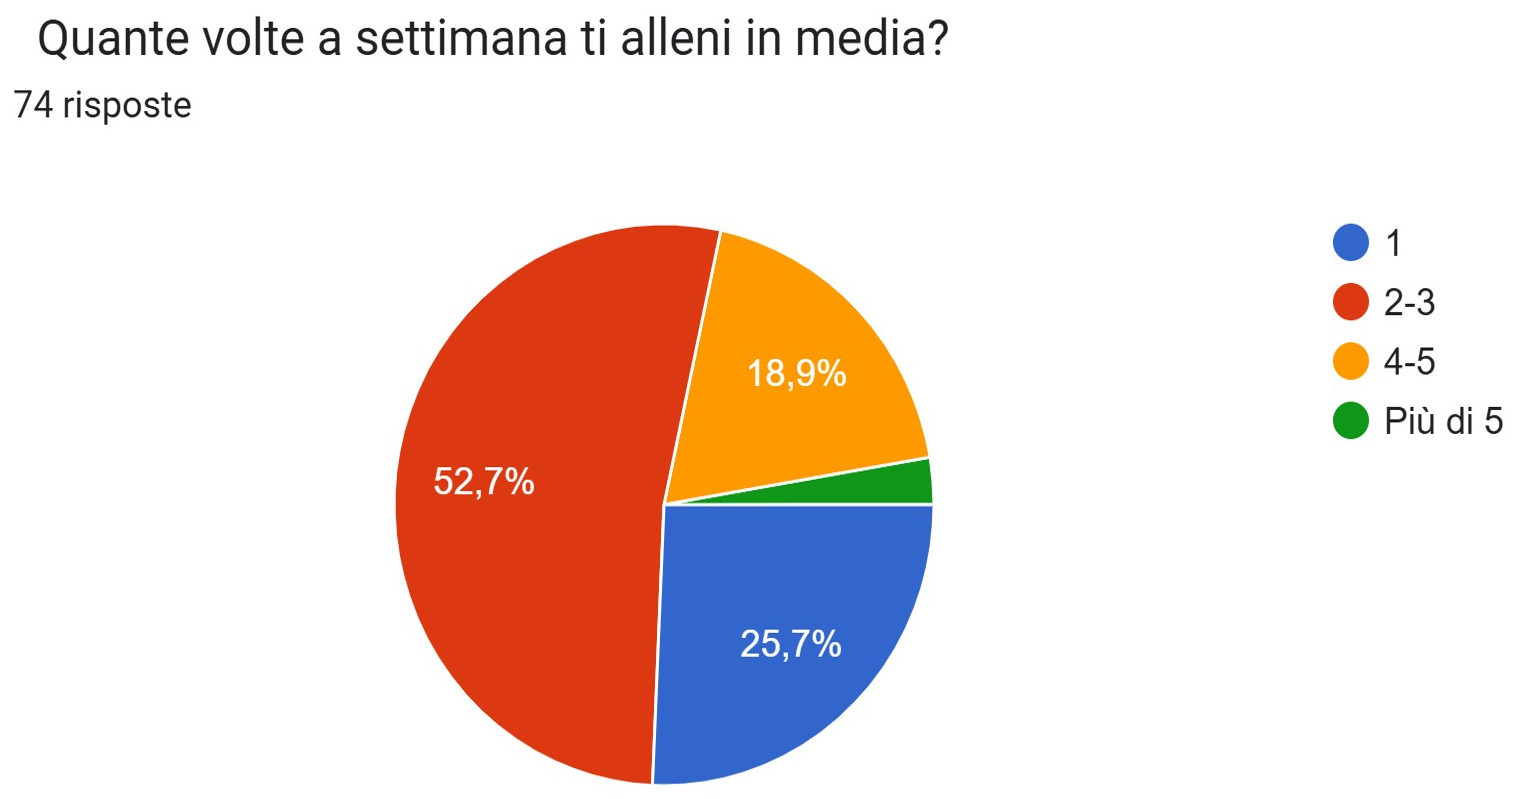 Quante volte a settimana ti alleni in media?
74 risposte
1
2-3
4-5
Più di 5
18,9%
52,7%
25,7%